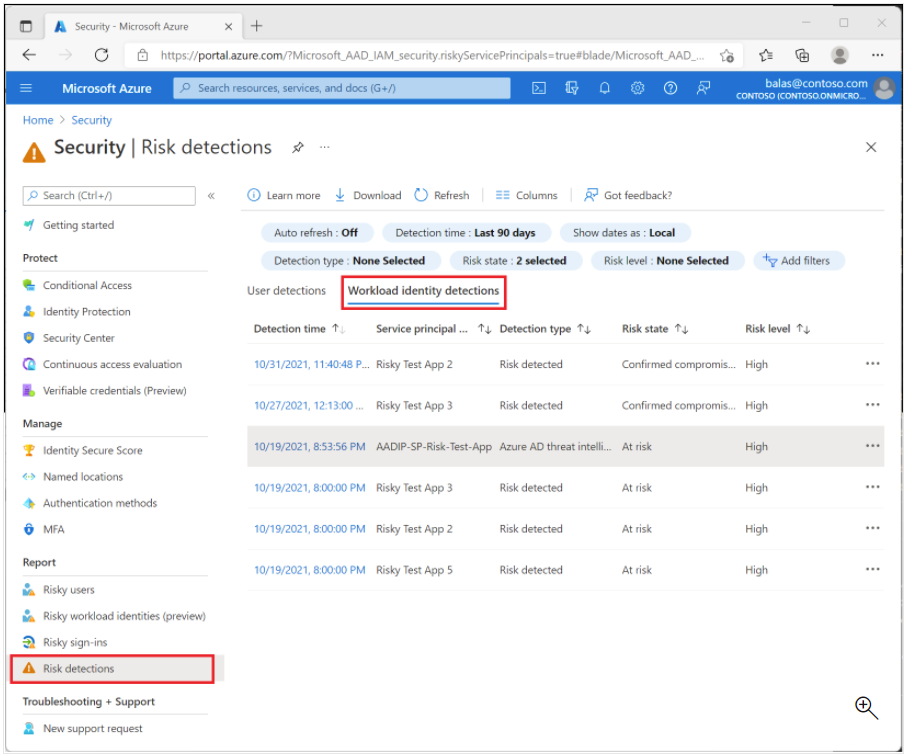 Security - Microsoft Azure
https://portal.azure.com/?Microsoft_AAD_IAM_security.riskyServicePrincipals=true#blade/Microsoft_AAD_...
Microsoft Azure
Search resources, services, and docs (G+/)
balas@contoso.com
CONTOSO (CONTOSO.ONMICRO...
Home > Security
Security | Risk detections
Search (Ctrl+/)
Getting started
Protect
Conditional Access
Identity Protection
Security Center
Continuous access evaluation
Verifiable credentials (Preview)
Manage
Identity Secure Score
Named locations
Authentication methods
MFA
Report
Risky users
Risky workload identities (preview)
Risky sign-ins
Risk detections
Troubleshooting + Support
New support request
Learn more Download Refresh Columns Got feedback?
Auto refresh : Off Detection time : Last 90 days Show dates as : Local
Detection type : None Selected Risk state : 2 selected Risk level : None Selected Add filters
User detections Workload identity detections
Detection time Service principal ... Detection type Risk state Risk level
10/31/2021, 11:40:48 P... Risky Test App 2 Risk detected Confirmed compromis... High
10/27/2021, 12:13:00 ... Risky Test App 3 Risk detected Confirmed compromis... High
10/19/2021, 8:53:56 PM AADIP-SP-Risk-Test-App Azure AD threat intelli... At risk High
10/19/2021, 8:00:00 PM Risky Test App 3 Risk detected At risk High
10/19/2021, 8:00:00 PM Risky Test App 2 Risk detected At risk High
10/19/2021, 8:00:00 PM Risky Test App 5 Risk detected At risk High